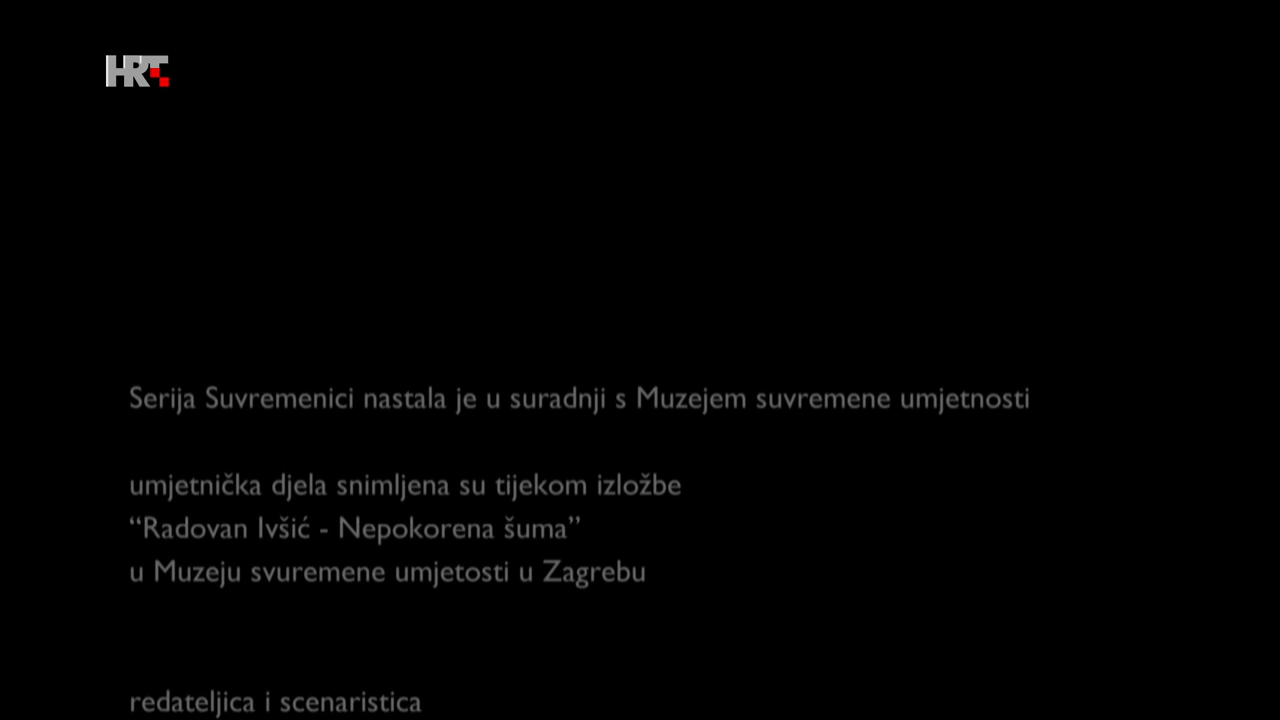 HRT
Serija Suvremenici nastala je u suradnji s Muzejem suvremene umjetnosti
umjetnička djela snimljena su tijekom izložbe
“Radovan Ivšić - Nepokorena šuma”
u Muzeju svuremene umjetosti u Zagrebu
redateljica i scenaristica